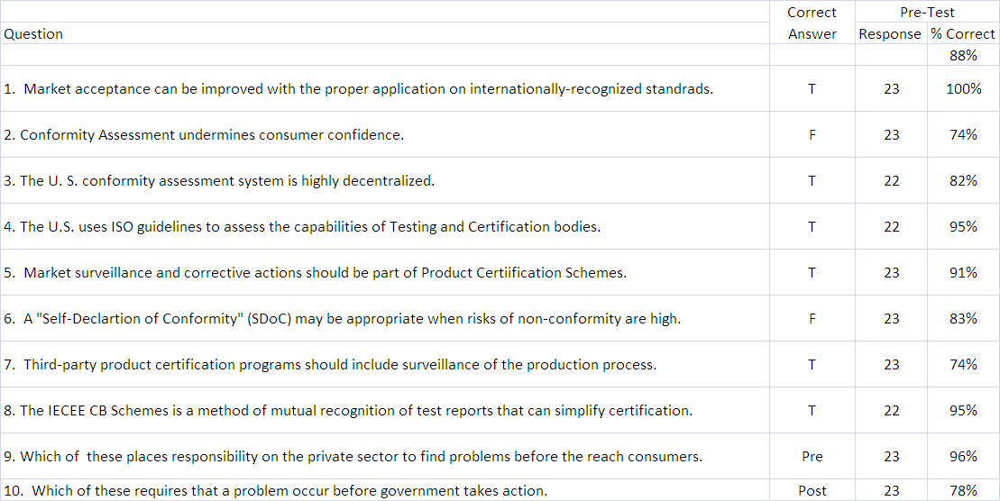 Correct Pre-Test
Question Answer Response % Correct
88%
1. Market acceptance can be improved with the proper application on internationally-recognized standrads. T 23 100%
2. Conformity Assessment undermines consumer confidence. F 23 74%
3. The U. S. conformity assessment system is highly decentralized. T 22 82%
4. The U.S. uses ISO guidelines to assess the capabilities of Testing and Certification bodies. T 22 95%
5. Market surveillance and corrective actions should be part of Product Certiification Schemes. T 23 91%
6. A "Self-Declartion of Conformity" (SDoC) may be appropriate when risks of non-conformity are high. F 23 83%
7. Third-party product certification programs should include surveillance of the production process. T 23 74%
8. The IECEE CB Schemes is a method of mutual recognition of test reports that can simplify certification. T 22 95%
9. Which of these places responsibility on the private sector to find problems before the reach consumers. Pre 23 96%
10. Which of these requires that a problem occur before government takes action. Post 23 78%